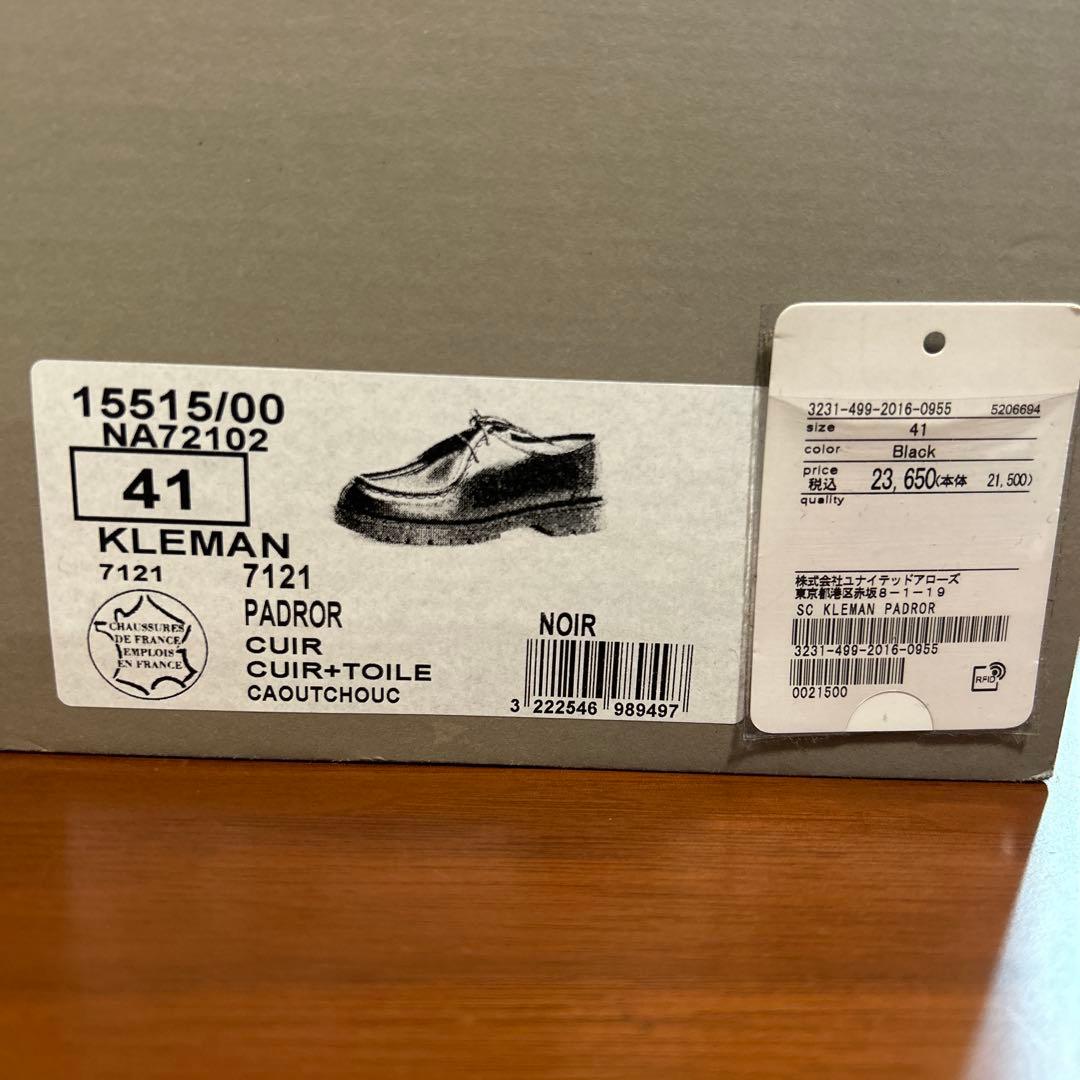 15515/00
NA72102
41
KLEMAN
7121 7121
PADROR
CUIR
CUIR+TOILE
CAOUTCHOUC
CHAUSSURES
DE FRANCE
EMPLOIS
EN FRANCE
NOIR
3 222546 989497
3231-499-2016-0955 5206694
size 41
color Black
price
税込 23,650(本体 21,500)
quality
株式会社ユナイテッドアローズ
東京都港区赤坂8-1-19
SC KLEMAN PADROR
3231-499-2016-0955
0021500
RFID